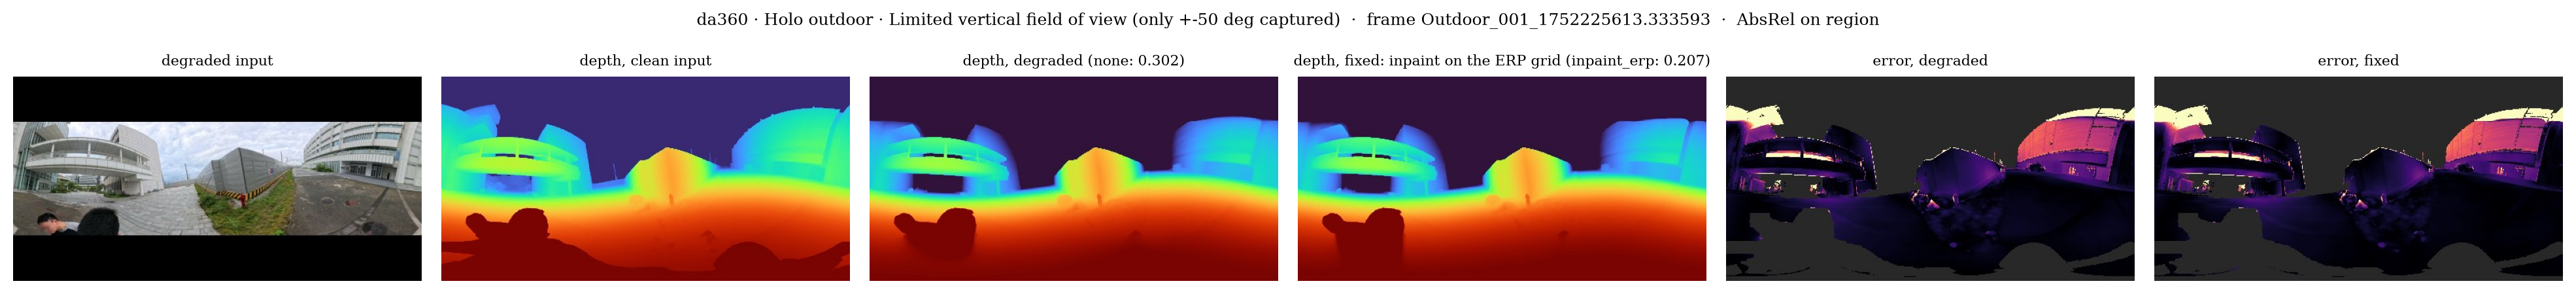 da360 · Holo outdoor · Limited vertical field of view (only +-50 deg captured) · frame Outdoor_001_1752225613.333593 · AbsRel on region
degraded input
depth, clean input
depth, degraded (none: 0.302)
depth, fixed: inpaint on the ERP grid (inpaint_erp: 0.207)
error, degraded
error, fixed